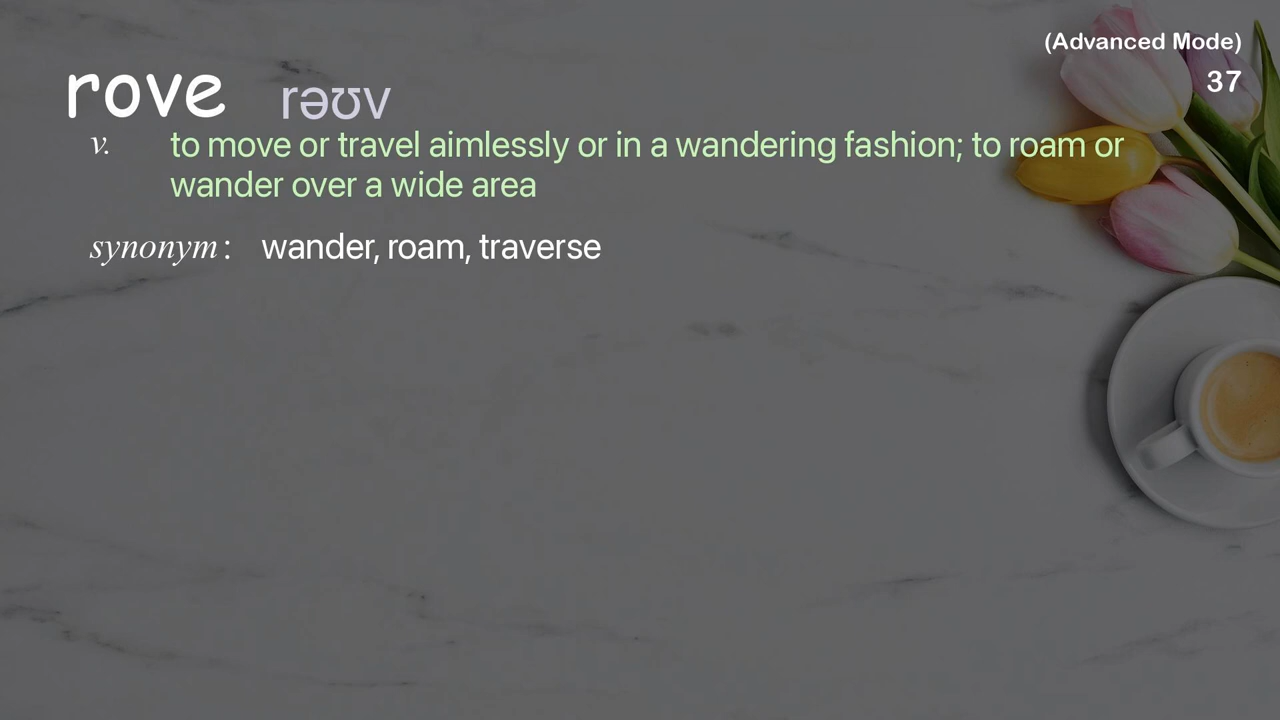 (Advanced Mode)
37
rove rəʊv
v. to move or travel aimlessly or in a wandering fashion; to roam or
wander over a wide area
synonym : wander, roam, traverse